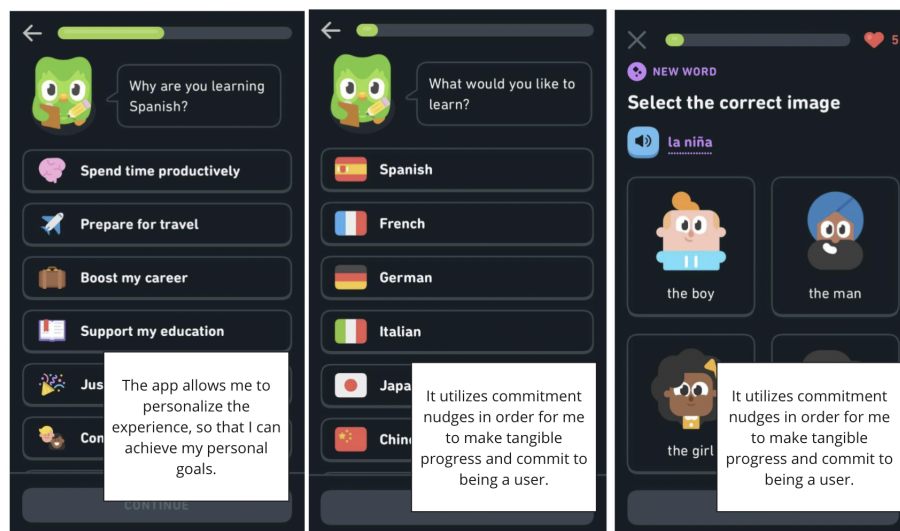 Why are you learning
Spanish?
Spend time productively
Prepare for travel
Boost my career
Support my education
Jus
Con
The app allows me to
personalize the
experience, so that I can
achieve my personal
goals.
CONTINUE
What would you like to
learn?
Spanish
French
German
Italian
Japa
Chin
It utilizes commitment
nudges in order for me
to make tangible
progress and commit to
being a user.
5
NEW WORD
Select the correct image
la niña
the boy
the man
the girl
It utilizes commitment
nudges in order for me
to make tangible
progress and commit to
being a user.